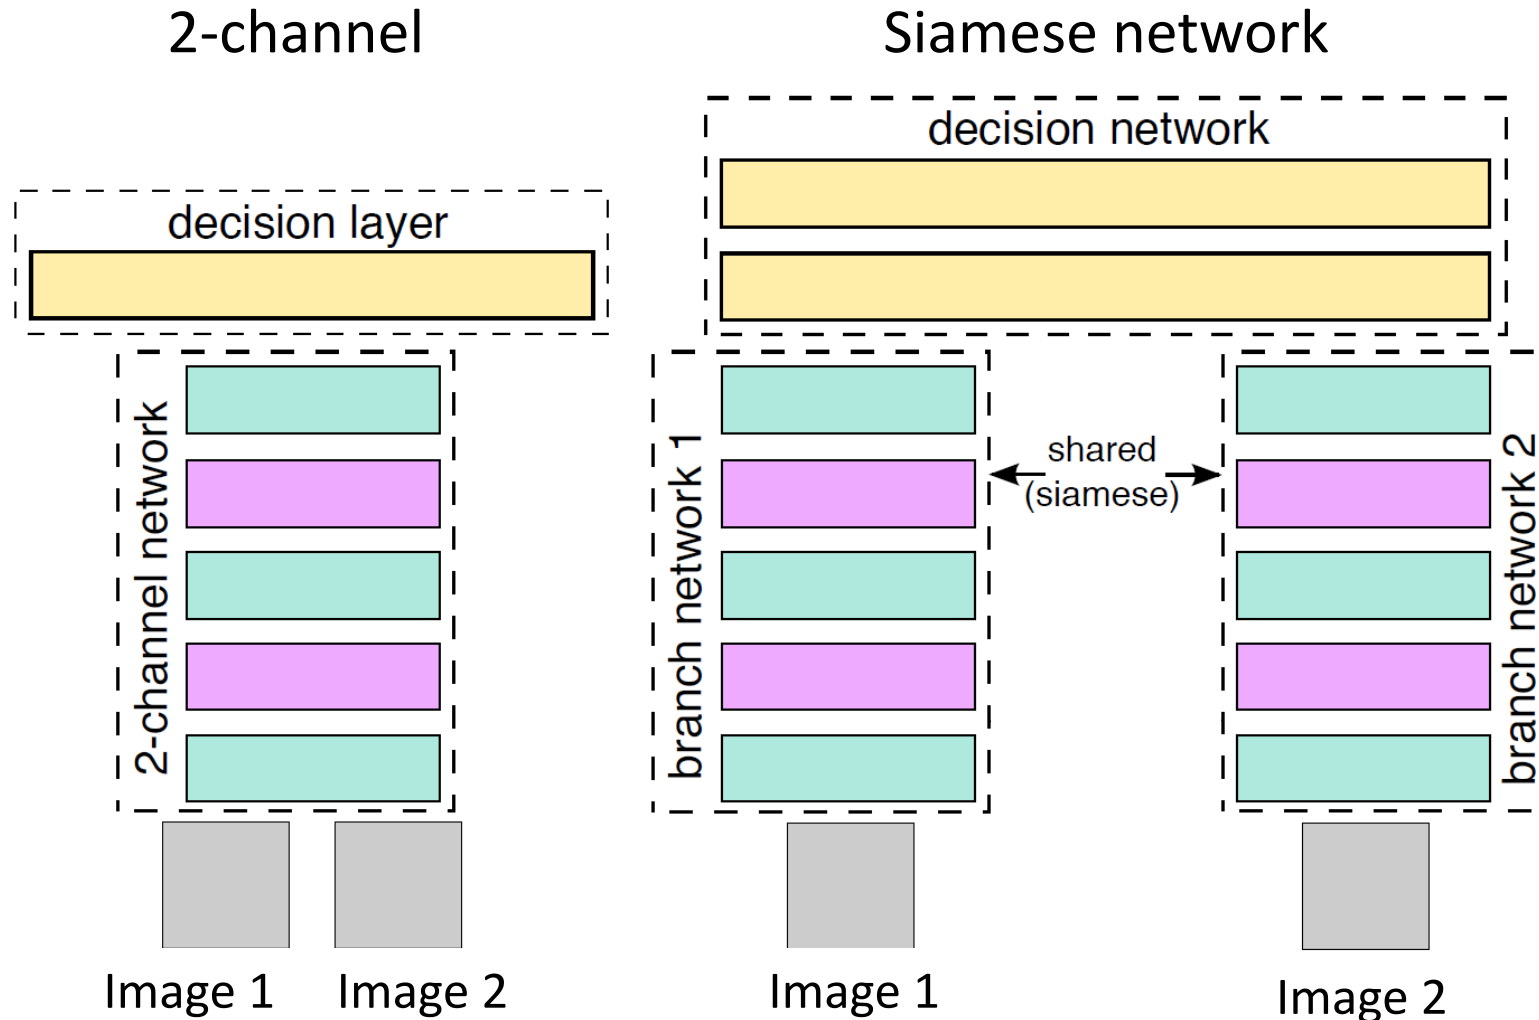 2-channel
Siamese network
decision layer
2-channel network
Image 1
Image 2
decision network
branch network 1
shared
(siamese)
branch network 2
Image 1
Image 2